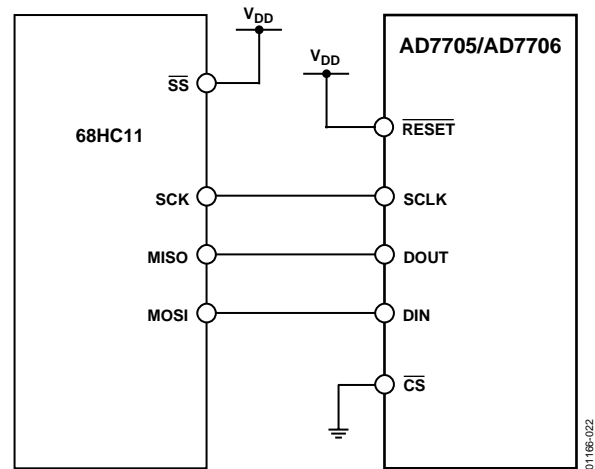 VDD
AD7705/AD7706
VDD
SS
RESET
68HC11
SCK
SCLK
MISO
DOUT
MOSI
DIN
CS
01166-022